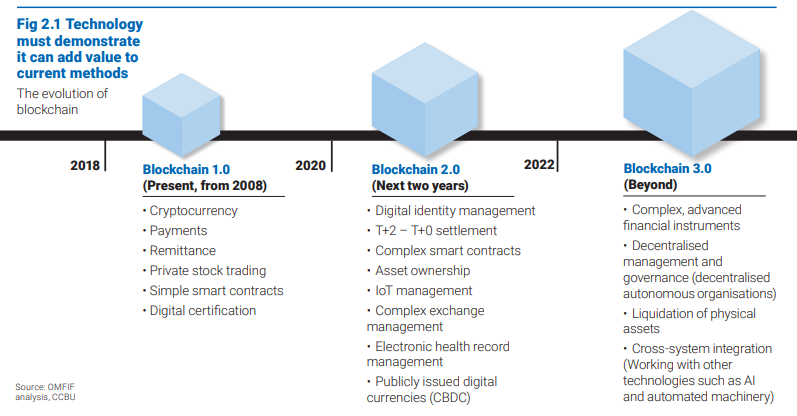 Fig 2.1 Technology
must demonstrate
it can add value to
current methods
The evolution of
blockchain
2018
Blockchain 1.0
(Present, from 2008)
• Cryptocurrency
• Payments
• Remittance
• Private stock trading
• Simple smart contracts
• Digital certification
2020
Blockchain 2.0
(Next two years)
• Digital identity management
• T+2 – T+0 settlement
• Complex smart contracts
• Asset ownership
• IoT management
• Complex exchange
management
• Electronic health record
management
• Publicly issued digital
currencies (CBDC)
2022
Blockchain 3.0
(Beyond)
• Complex, advanced
financial instruments
• Decentralised
management and
governance (decentralised
autonomous organisations)
• Liquidation of physical
assets
• Cross-system integration
(Working with other
technologies such as AI
and automated machinery)
Source: OMFIF
analysis, CCBU